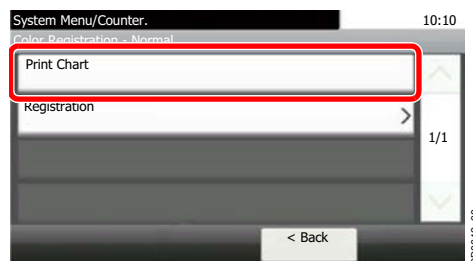 System Menu/Counter. 10:10
Color Registration - Normal
Print Chart
Registration
1/1
< Back